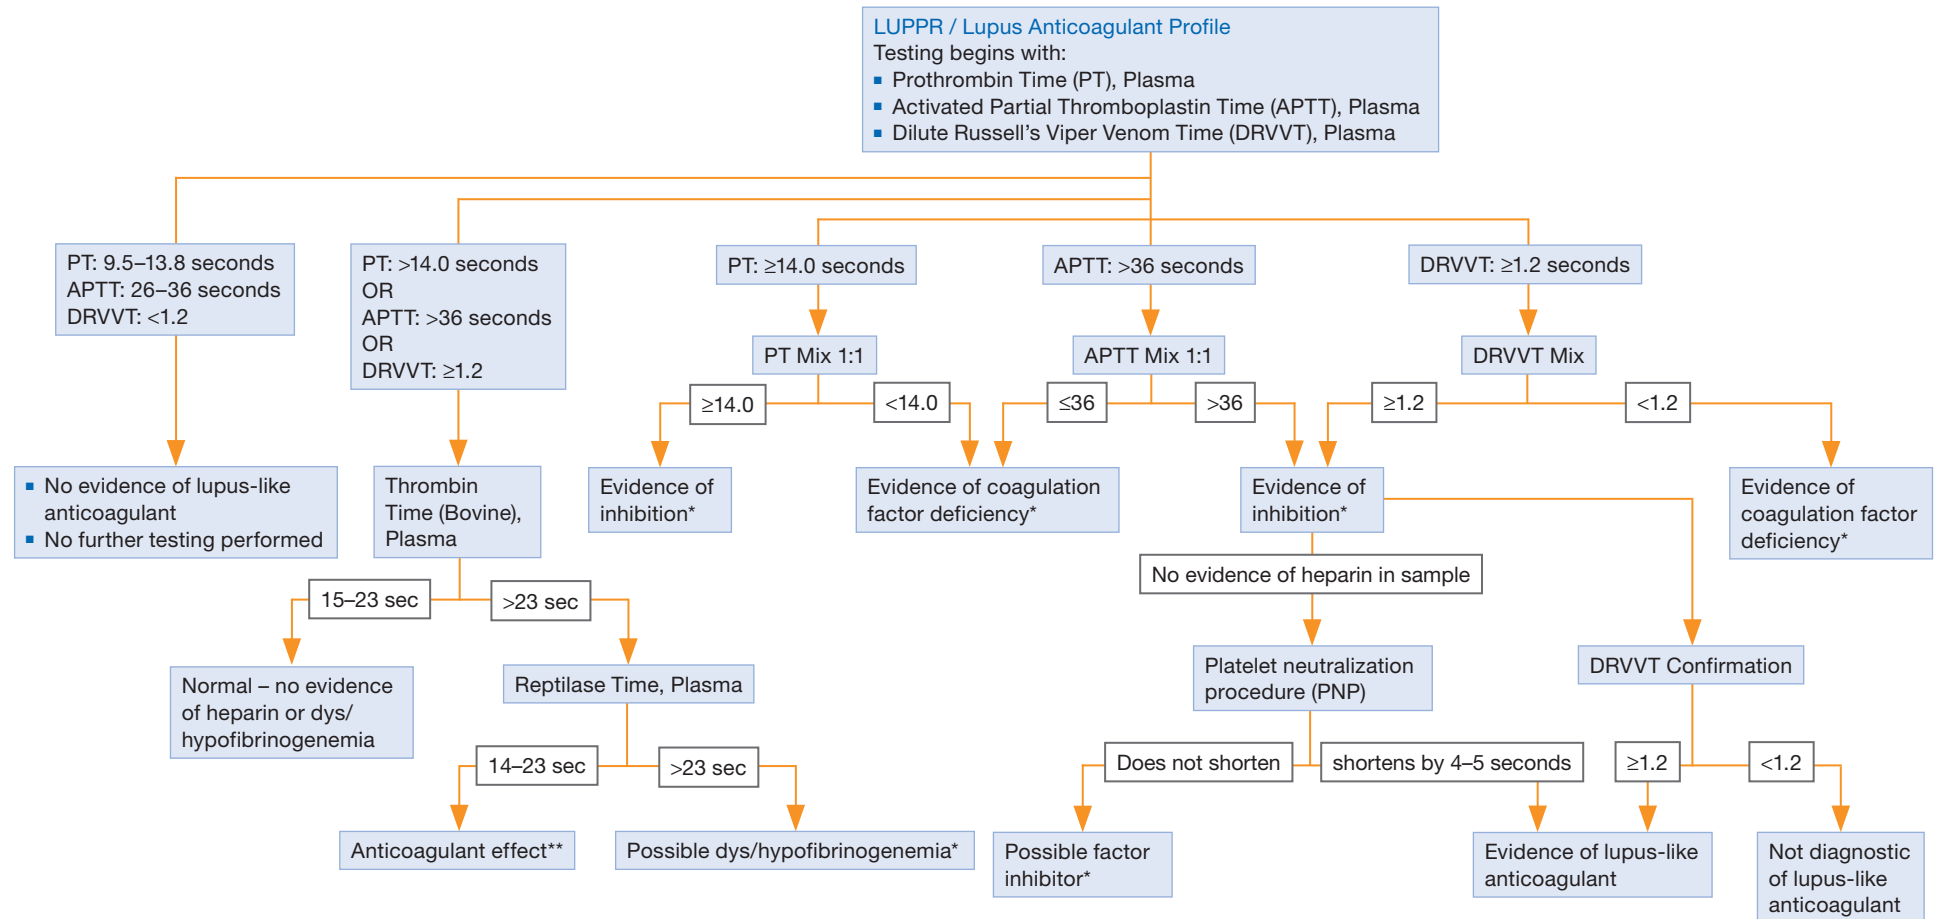 LUPPR / Lupus Anticoagulant Profile
Testing begins with:
▪ Prothrombin Time (PT), Plasma
▪ Activated Partial Thromboplastin Time (APTT), Plasma
▪ Dilute Russell’s Viper Venom Time (DRVVT), Plasma
PT: 9.5–13.8 seconds
APTT: 26–36 seconds
DRVVT: <1.2
PT: >14.0 seconds
OR
APTT: >36 seconds
OR
DRVVT: ≥1.2
PT: ≥14.0 seconds
APTT: >36 seconds
DRVVT: ≥1.2 seconds
PT Mix 1:1
APTT Mix 1:1
DRVVT Mix
≥14.0
<14.0
≤36
>36
≥1.2
<1.2
▪ No evidence of lupus-like
anticoagulant
▪ No further testing performed
Thrombin
Time (Bovine),
Plasma
Evidence of
inhibition*
Evidence of coagulation
factor deficiency*
Evidence of
inhibition*
Evidence of
coagulation factor
deficiency*
No evidence of heparin in sample
15–23 sec
>23 sec
Normal – no evidence
of heparin or dys/
hypofibrinogenemia
Reptilase Time, Plasma
Platelet neutralization
procedure (PNP)
DRVVT Confirmation
14–23 sec
>23 sec
Does not shorten
shortens by 4–5 seconds
≥1.2
<1.2
Anticoagulant effect**
Possible dys/hypofibrinogenemia*
Possible factor
inhibitor*
Evidence of lupus-like
anticoagulant
Not diagnostic
of lupus-like
anticoagulant